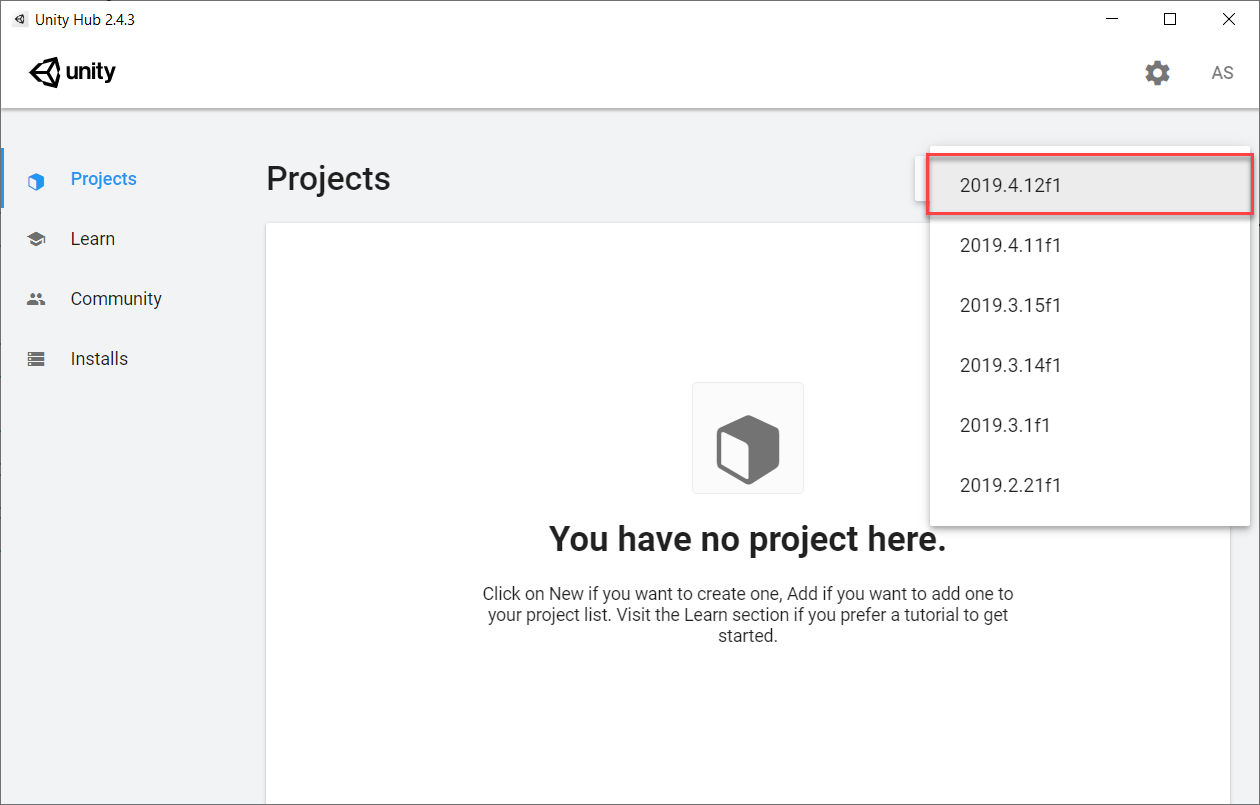 Unity Hub 2.4.3
unity
AS
Projects
Learn
Community
Installs
Projects
2019.4.12f1
2019.4.11f1
2019.3.15f1
2019.3.14f1
2019.3.1f1
2019.2.21f1
You have no project here.
Click on New if you want to create one, Add if you want to add one to
your project list. Visit the Learn section if you prefer a tutorial to get
started.